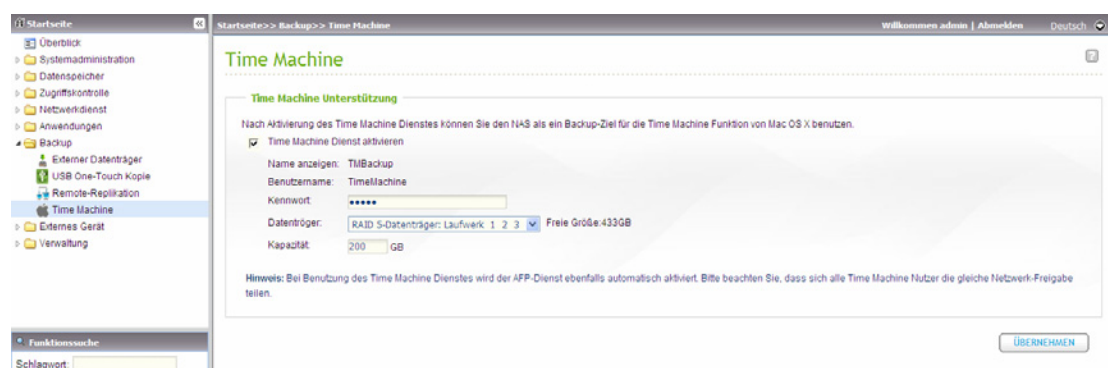 Startseite
Startseite>> Backup>> Time Machine
Willkommen admin | Abmelden
Deutsch
Überblick
Systemadministration
Datenspeicher
Zugriffskontrolle
Netzwerkdienst
Anwendungen
Backup
Externer Datenträger
USB One-Touch Kopie
Remote-Replikation
Time Machine
Externes Gerät
Verwaltung
Funktionssuche
Schlagwort:
Time Machine
Time Machine Unterstützung
Nach Aktivierung des Time Machine Dienstes können Sie den NAS als ein Backup-Ziel für die Time Machine Funktion von Mac OS X benutzen.
Time Machine Dienst aktivieren
Name anzeigen: TMBackup
Benutzername: TimeMachine
Kennwort:
Datenträger: RAID 5-Datenträger: Laufwerk 1 2 3 Freie Größe:433GB
Kapazität: 200 GB
Hinweis: Bei Benutzung des Time Machine Dienstes wird der AFP-Dienst ebenfalls automatisch aktiviert. Bitte beachten Sie, dass sich alle Time Machine Nutzer die gleiche Netzwerk-Freigabe
teilen.
ÜBERNEHMEN